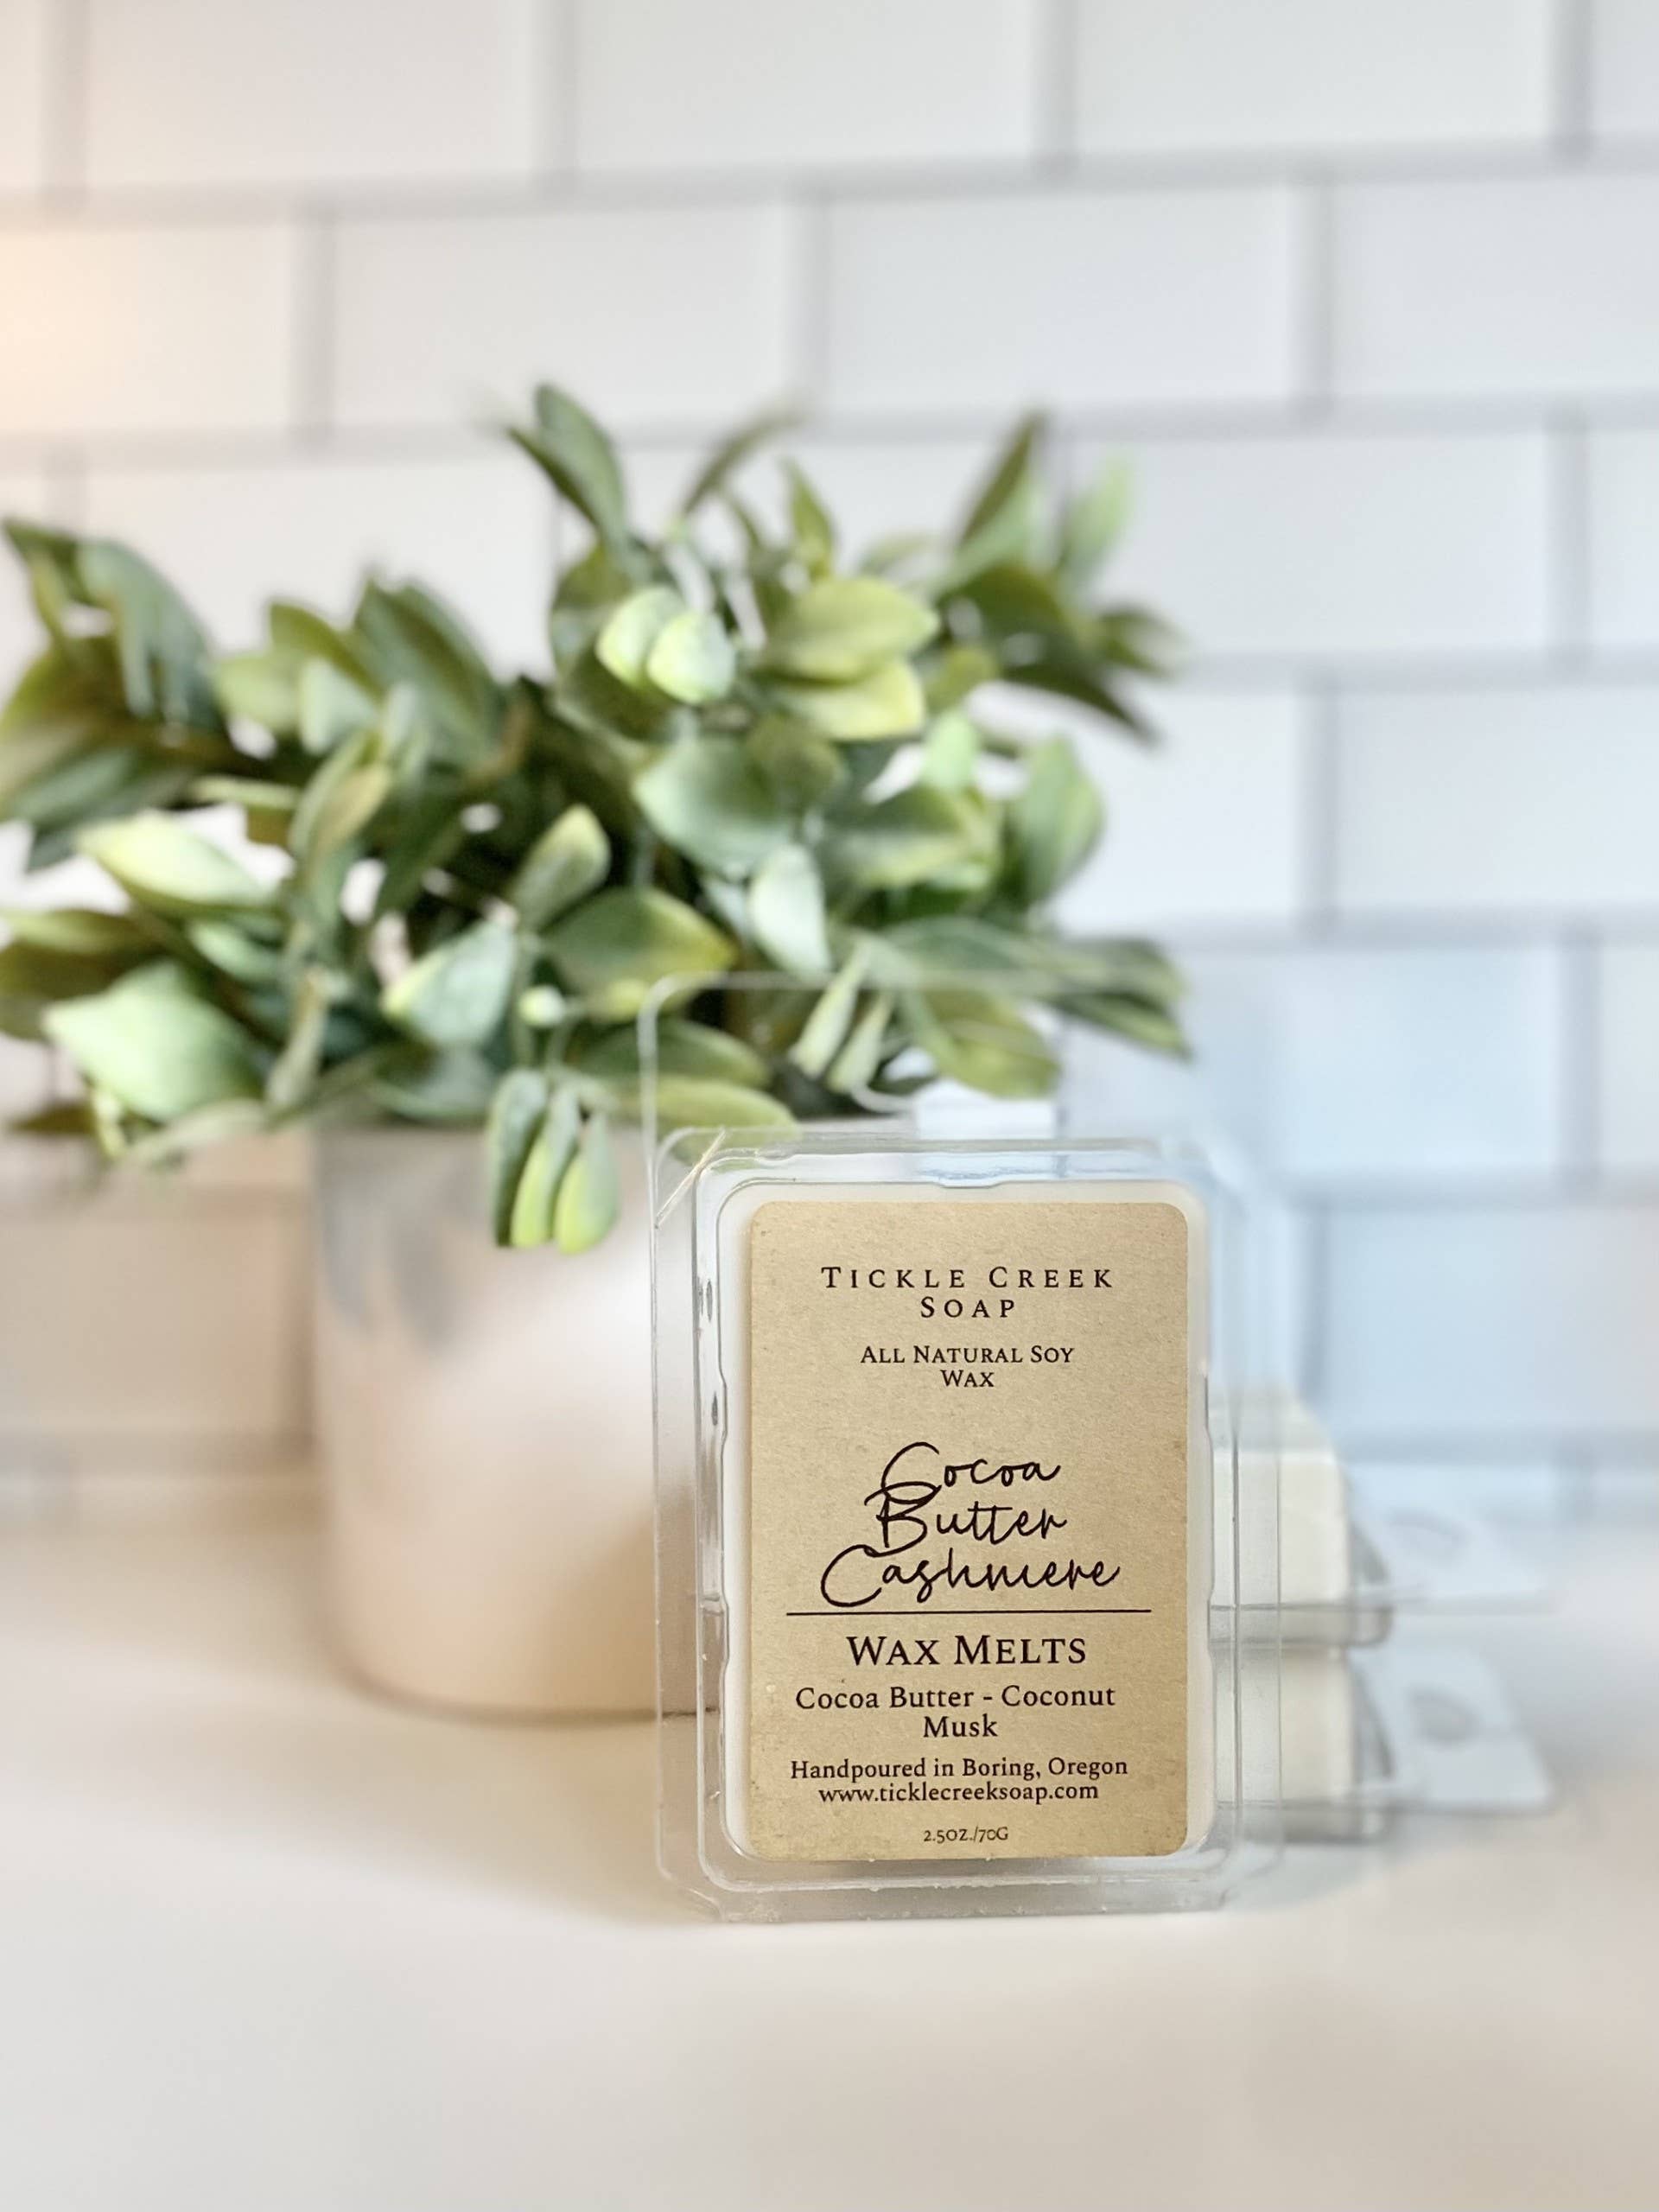 TICKLE CREEK
SOAP
ALL NATURAL SOY
WAX
Cocoa
Butter
Cashmere
WAX MELTS
Cocoa Butter - Coconut
Musk
Handpoured in Boring, Oregon
www.ticklecreeksoap.com
2.5OZ./70G